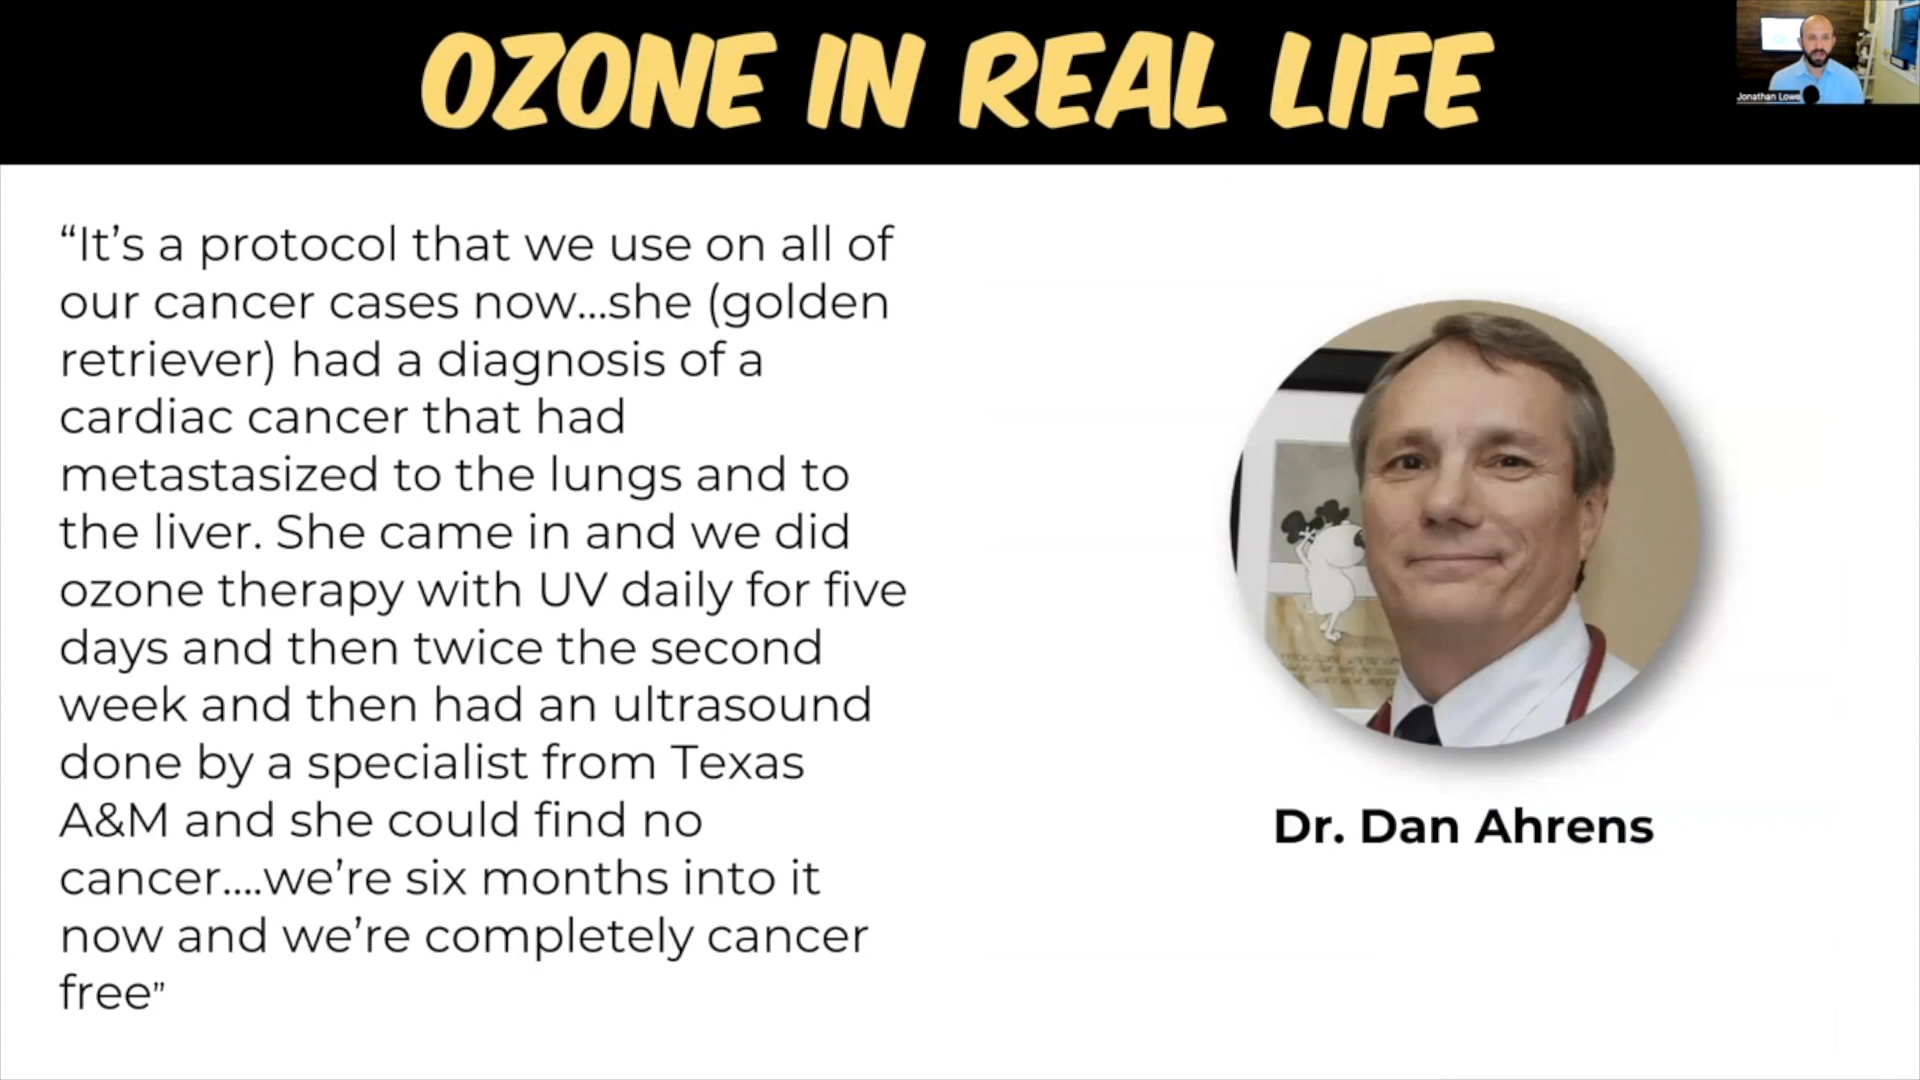 OZONE IN REAL LIFE
Jonathan Lowe
“It’s a protocol that we use on all of
our cancer cases now...she (golden
retriever) had a diagnosis of a
cardiac cancer that had
metastasized to the lungs and to
the liver. She came in and we did
ozone therapy with UV daily for five
days and then twice the second
week and then had an ultrasound
done by a specialist from Texas
A&M and she could find no
cancer....we’re six months into it
now and we’re completely cancer
free”
Dr. Dan Ahrens